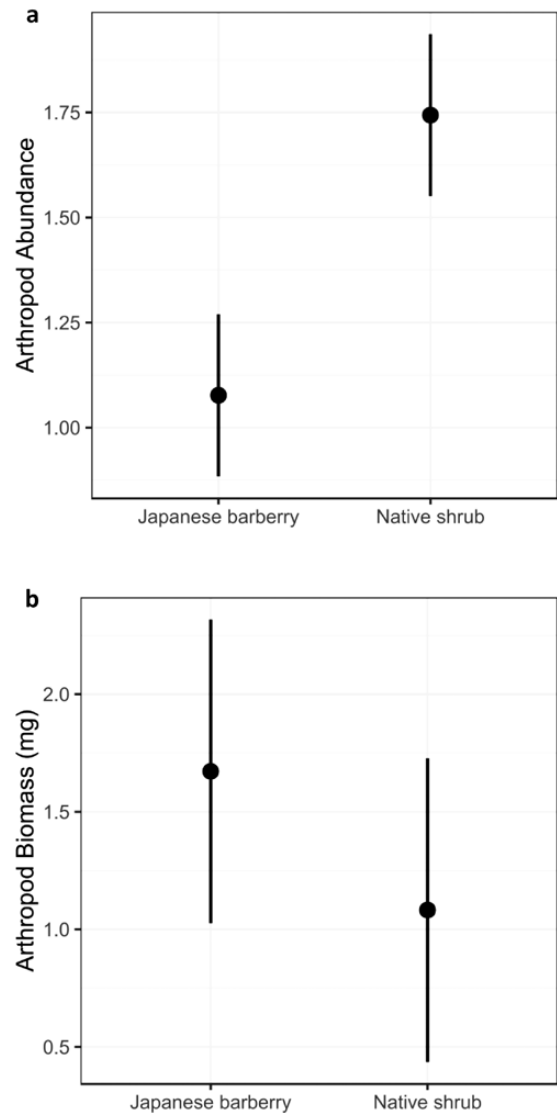 a
Arthropod Abundance
1.75
1.50
1.25
1.00
Japanese barberry Native shrub
b
Arthropod Biomass (mg)
2.0
1.5
1.0
0.5
Japanese barberry Native shrub